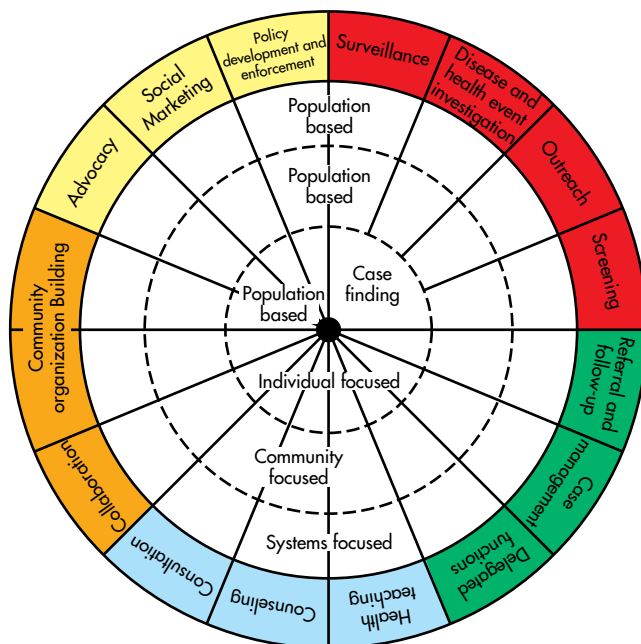 Policy
development and
enforcement
Surveillance
Disease and
health event
investigation
Outreach
Screening
Referral and
follow-up
Case
management
Delegated
functions
Health
teaching
Counseling
Consultation
Collaboration
Community
organization Building
Advocacy
Social
Marketing
Population
based
Population
based
Population
based
Case
finding
Individual focused
Community
focused
Systems focused